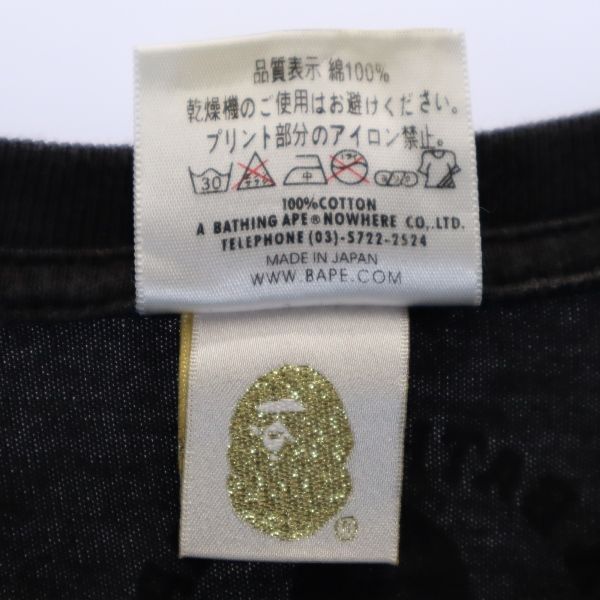 品質表示 綿100%
乾燥機のご使用はお避けください。
プリント部分のアイロン禁止。
30 中
100%COTTON
A BATHING APE® NOWHERE CO,.LTD.
TELEPHONE (03)-5722-2524
MADE IN JAPAN
WWW.BAPE.COM
®